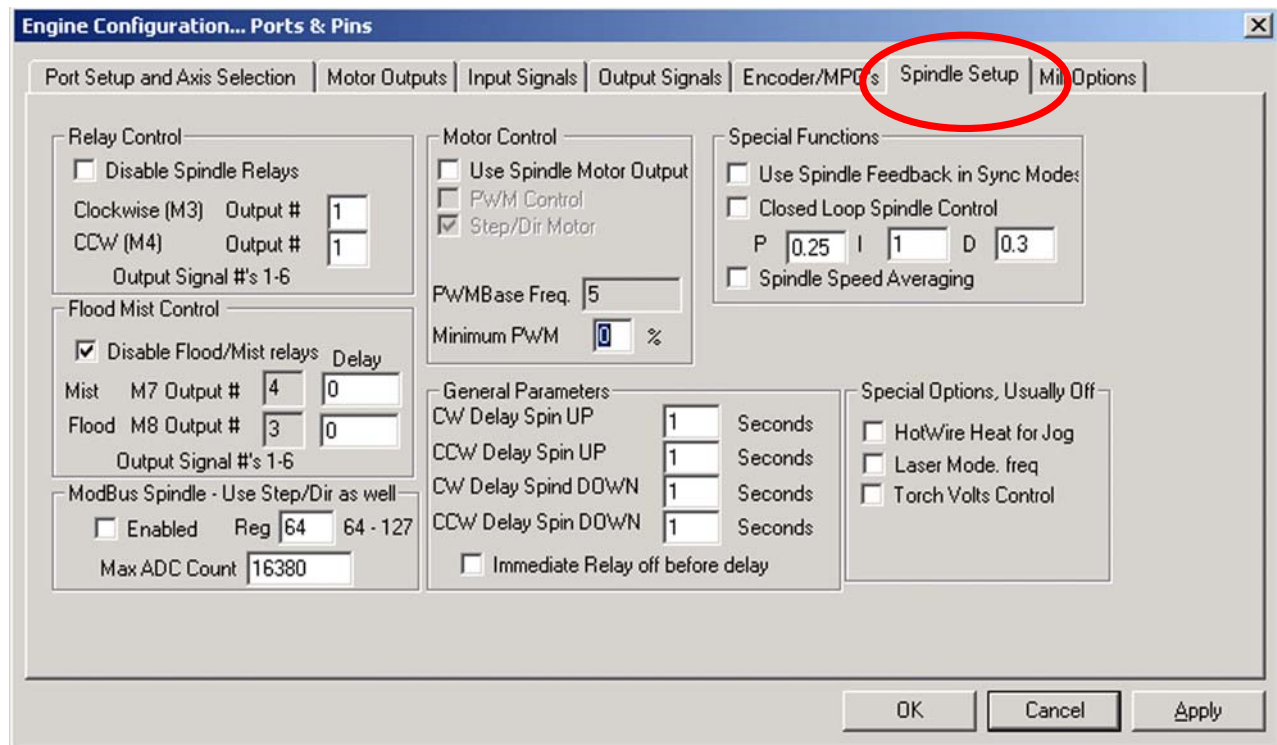 Engine Configuration... Ports & Pins
Port Setup and Axis Selection
Motor Outputs
Input Signals
Output Signals
Encoder/MPG's
Spindle Setup
Mill Options
Relay Control
Disable Spindle Relays
Clockwise (M3) Output # 1
CCW (M4) Output # 1
Output Signal #'s 1-6
Flood Mist Control
Disable Flood/Mist relays Delay
Mist M7 Output # 4 0
Flood M8 Output # 3 0
Output Signal #'s 1-6
ModBus Spindle - Use Step/Dir as well
Enabled Reg 64 64 - 127
Max ADC Count 16380
Motor Control
Use Spindle Motor Output
PWM Control
Step/Dir Motor
PWMBase Freq. 5
Minimum PWM 0 %
General Parameters
CW Delay Spin UP 1 Seconds
CCW Delay Spin UP 1 Seconds
CW Delay Spind DOWN 1 Seconds
CCW Delay Spin DOWN 1 Seconds
Immediate Relay off before delay
Special Functions
Use Spindle Feedback in Sync Modes
Closed Loop Spindle Control
P 0.25 I 1 D 0.3
Spindle Speed Averaging
Special Options, Usually Off
HotWire Heat for Jog
Laser Mode. freq
Torch Volts Control
OK
Cancel
Apply